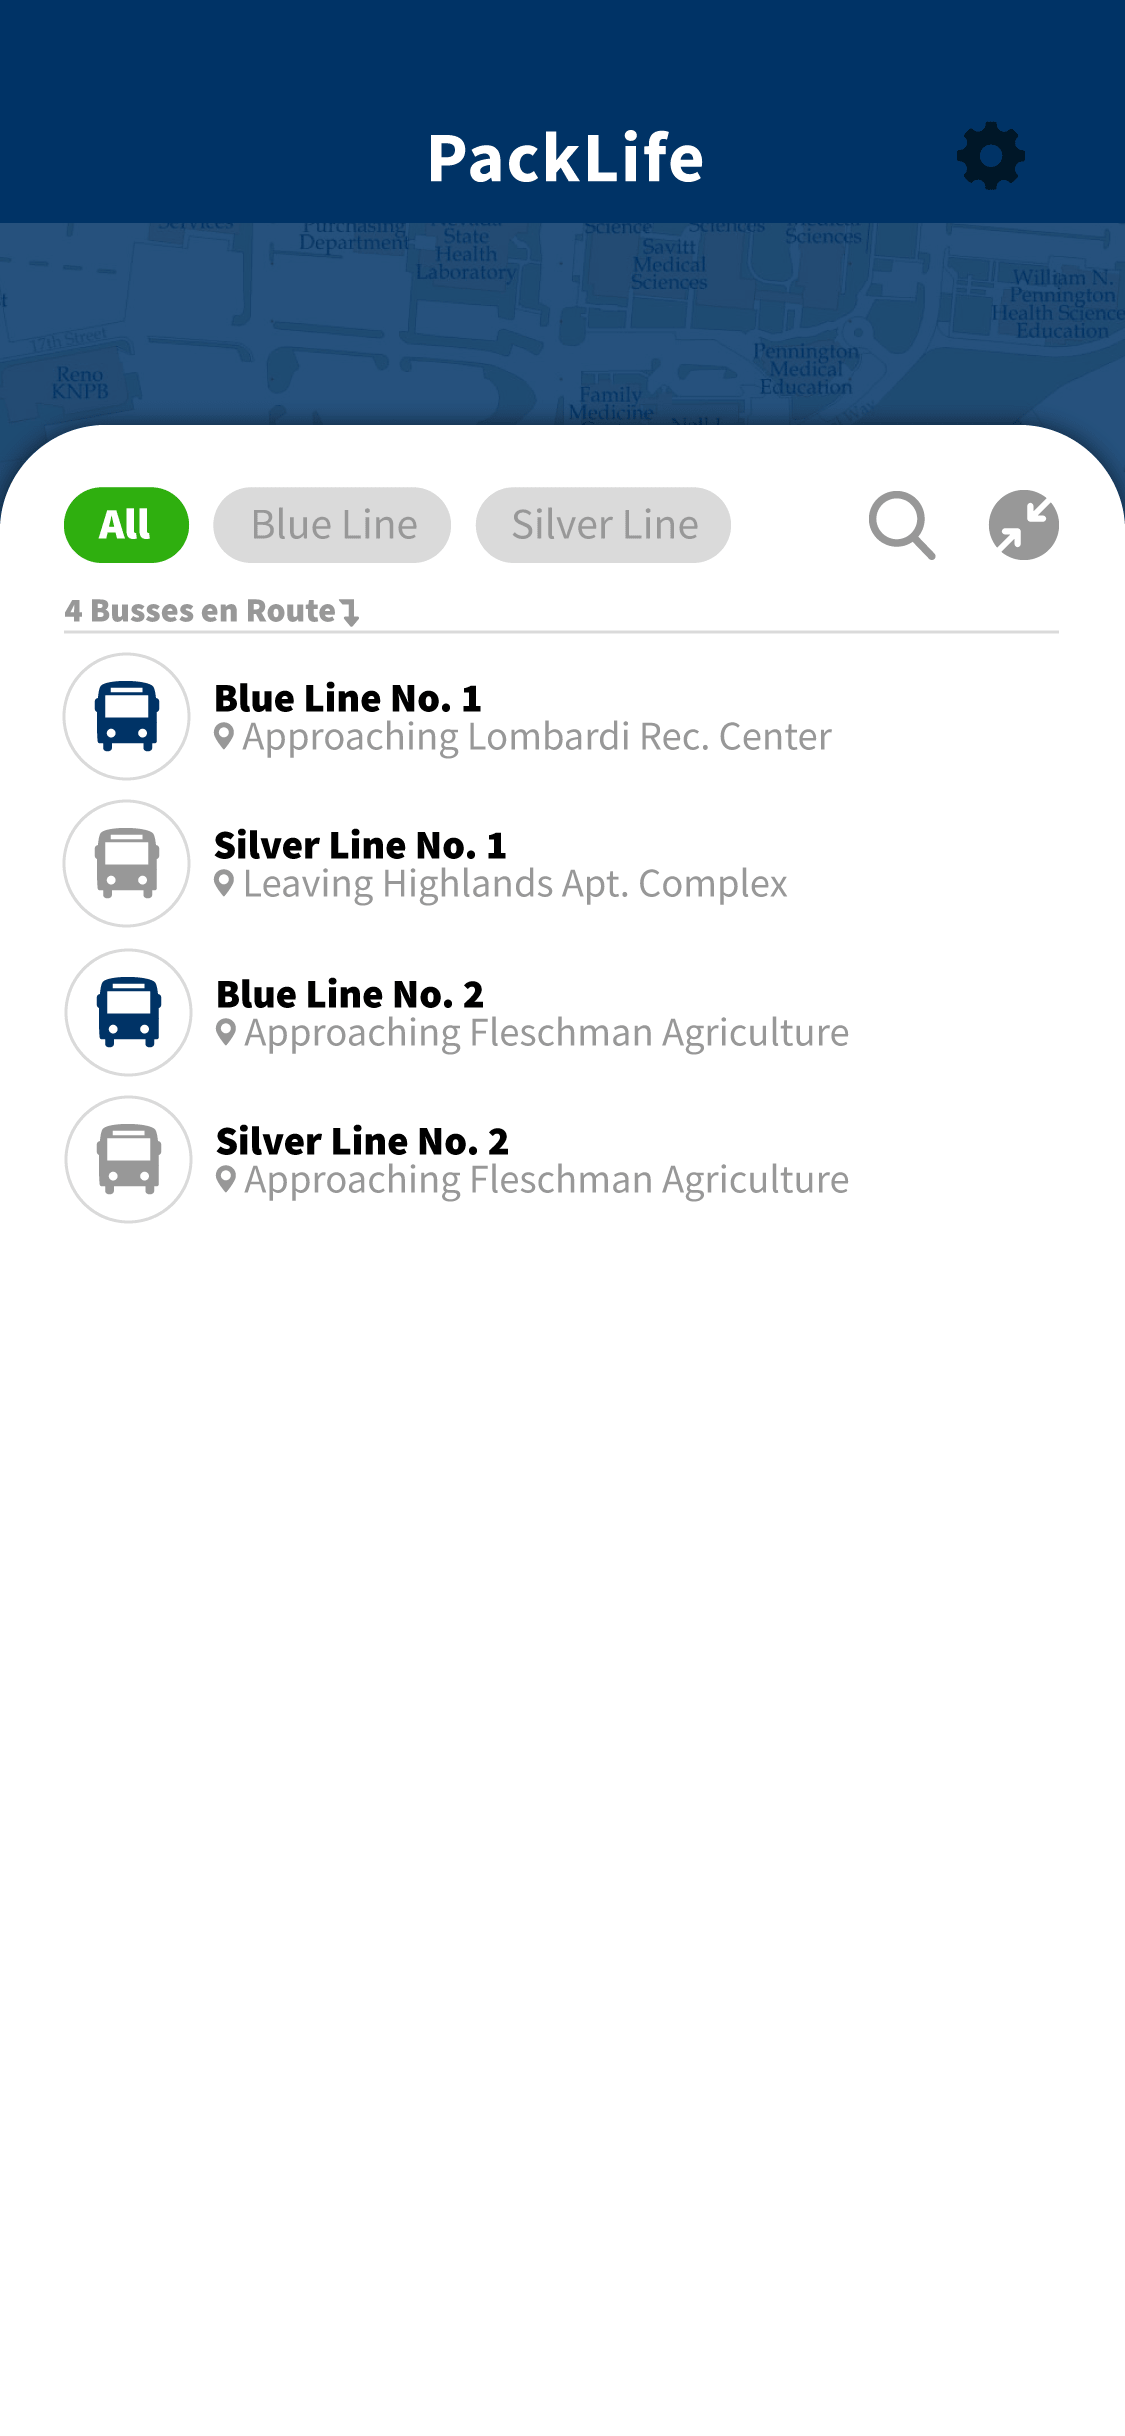 PackLife
Services
Purchasing
Department
Nevada
State
Health
Laboratory
Science
Sciences
Savitt
Medical
Sciences
Medical
Sciences
William N.
Pennington
Health Science
Education
17th Street
Reno
KNPB
Pennington
Medical
Education
Family
Medicine
Way
All
Blue Line
Silver Line
4 Busses en Route
Blue Line No. 1
Approaching Lombardi Rec. Center
Silver Line No. 1
Leaving Highlands Apt. Complex
Blue Line No. 2
Approaching Fleschman Agriculture
Silver Line No. 2
Approaching Fleschman Agriculture